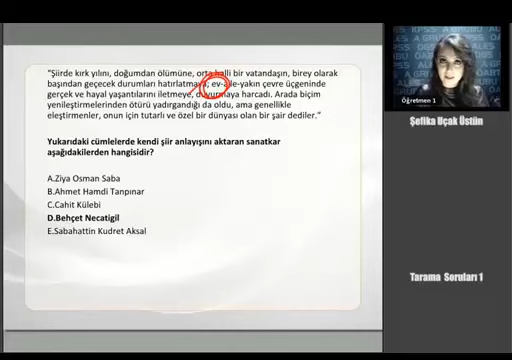 "Şiirde kırk yılını, doğumdan ölümüne, orta halli bir vatandaşın, birey olarak
başından geçecek durumları hatırlatmaya; ev-aile-yakın çevre üçgeninde
gerçek ve hayal yaşantılarını iletmeye, duyurmaya harcadı. Arada biçim
yenileştirmelerinden ötürü yadırgandığı da oldu, ama genellikle
eleştirmenler, onun için tutarlı ve özel bir dünyası olan bir şair dediler."
Yukarıdaki cümlelerde kendi şiir anlayışını aktaran sanatkar
aşağıdakilerden hangisidir?
A.Ziya Osman Saba
B.Ahmet Hamdi Tanpınar
C.Cahit Külebi
D.Behçet Necatigil
E.Sabahattin Kudret Aksal
Öğretmen 1
Şefika Uçak Üstün
Tarama Soruları 1